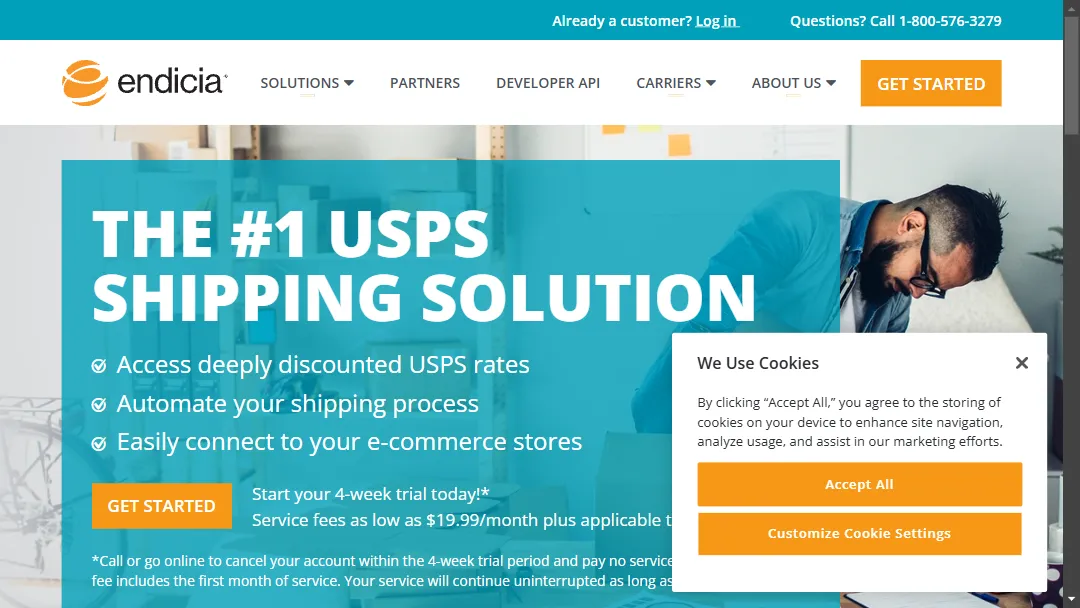 Already a customer? Log in
Questions? Call 1-800-576-3279
endicia
SOLUTIONS
PARTNERS
DEVELOPER API
CARRIERS
ABOUT US
GET STARTED
THE #1 USPS
SHIPPING SOLUTION
Access deeply discounted USPS rates
Automate your shipping process
Easily connect to your e-commerce stores
GET STARTED
Start your 4-week trial today!*
Service fees as low as $19.99/month plus applicable
*Call or go online to cancel your account within the 4-week trial period and pay no service
fee includes the first month of service. Your service will continue uninterrupted as long as
We Use Cookies
By clicking “Accept All,” you agree to the storing of
cookies on your device to enhance site navigation,
analyze usage, and assist in our marketing efforts.
Accept All
Customize Cookie Settings